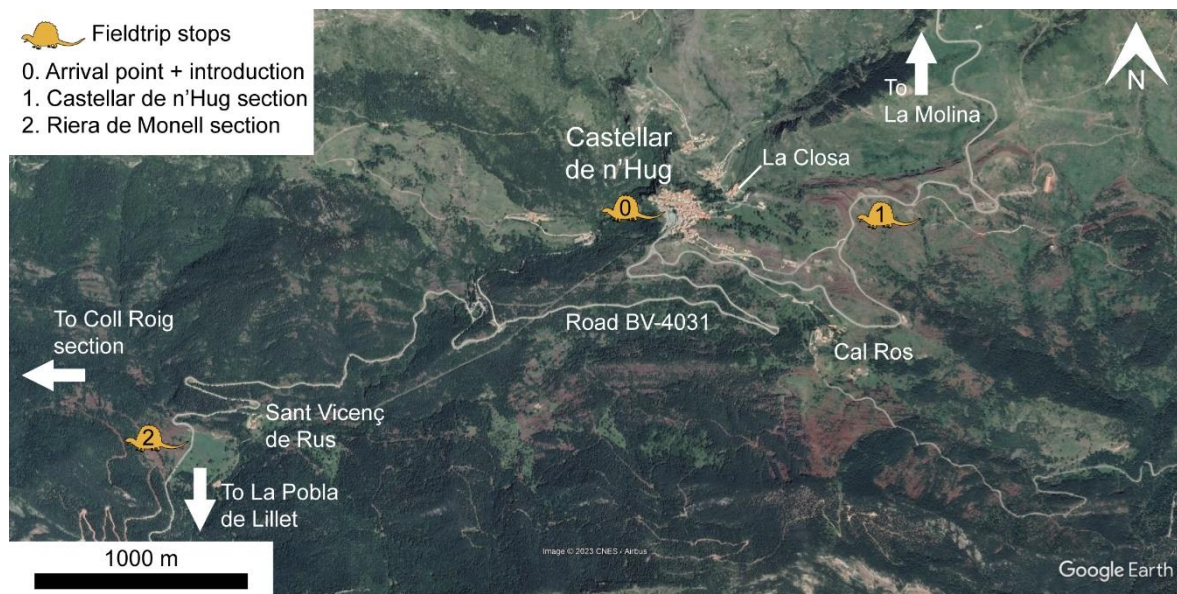 Fieldtrip stops
0. Arrival point + introduction
1. Castellar de n'Hug section
2. Riera de Monell section
To
La Molina
N
Castellar
de n'Hug
La Closa
0
1
Road BV-4031
To Coll Roig
section
Cal Ros
Sant Vicenç
de Rus
2
To La Pobla
de Lillet
1000 m
Image © 2023 CNES / Airbus
Google Earth